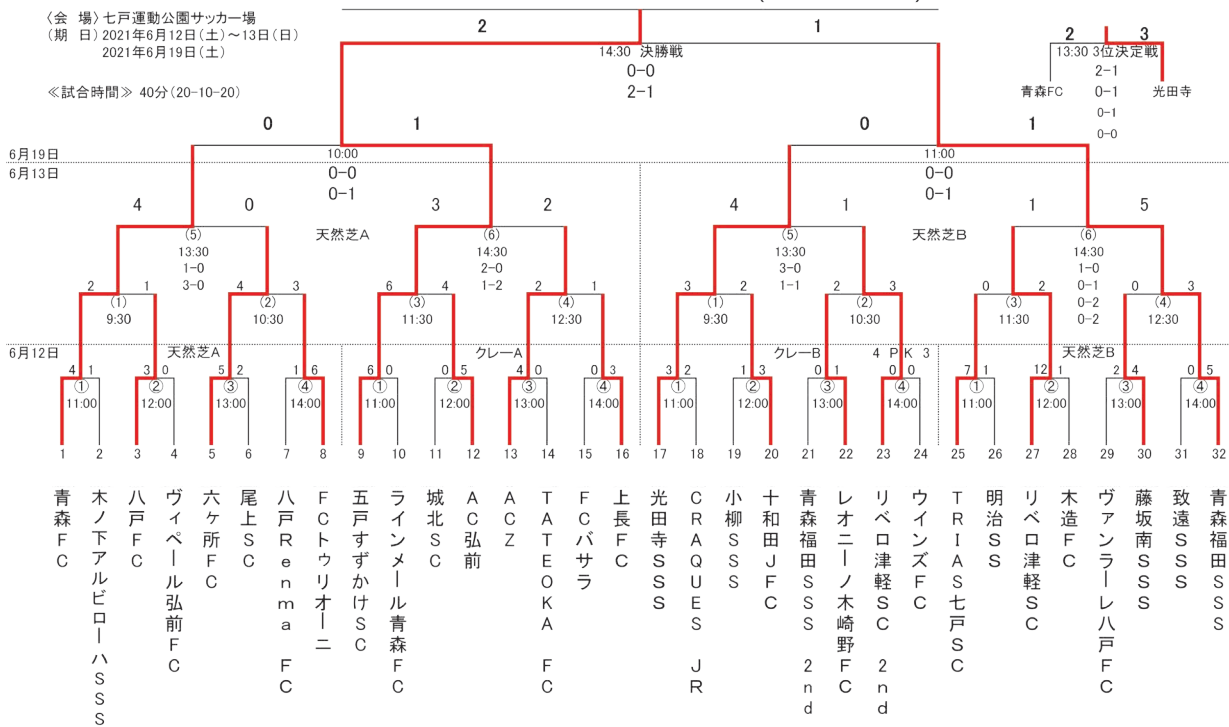 〈会 場〉七戸運動公園サッカー場
(期 日) 2021年6月12日(土)～13日(日)
2021年6月19日(土)
≪試合時間≫ 40分(20-10-20)
2 1
14:30 決勝戦
0-0
2-1
2 3
13:30 3位決定戦
2-1
青森FC 0-1 光田寺
0-1
0-0
0 1 0 1
6月19日 10:00 11:00
6月13日 0-0 0-0
0-1 0-1
4 0 3 2 4 1 1 5
(5) 天然芝A (6) (5) 天然芝B (6)
13:30 14:30 13:30 14:30
1-0 2-0 3-0 1-0
3-0 1-2 1-1 0-1
0-2
0-2
2 1 4 3 6 4 2 1 3 2 2 3 0 2 0 3
(1) (2) (3) (4) (1) (2) (3) (4)
9:30 10:30 11:30 12:30 9:30 10:30 11:30 12:30
6月12日 天然芝A クレーA クレーB 4 PK 3 天然芝B
4 1 3 0 5 2 1 6 6 0 0 5 4 0 0 3 3 2 1 3 0 1 0 0 7 1 12 1 2 4 0 5
① ② ③ ④ ① ② ③ ④ ① ② ③ ④ ① ② ③ ④
11:00 12:00 13:00 14:00 11:00 12:00 13:00 14:00 11:00 12:00 13:00 14:00 11:00 12:00 13:00 14:00
1 2 3 4 5 6 7 8 9 10 11 12 13 14 15 16 17 18 19 20 21 22 23 24 25 26 27 28 29 30 31 32
青森FC
木ノ下アルビローハSSS
八戸FC
ヴィペール弘前FC
六ケ所FC
尾上SC
八戸Renma FC
FCトゥリオーニ
五戸すずかけSC
ラインメール青森FC
城北SC
AC弘前
ACZ
TATEOKA FC
FCバサラ
上長FC
光田寺SSS
CRAQUES JR
小柳SSS
十和田JFC
青森福田SSS 2nd
レオニーノ木崎野FC
リベロ津軽SC 2nd
ウインズFC
TRIAS七戸SC
明治SS
リベロ津軽SC
木造FC
ヴァンラーレ八戸FC
藤坂南SSS
致遠SSS
青森福田SSS